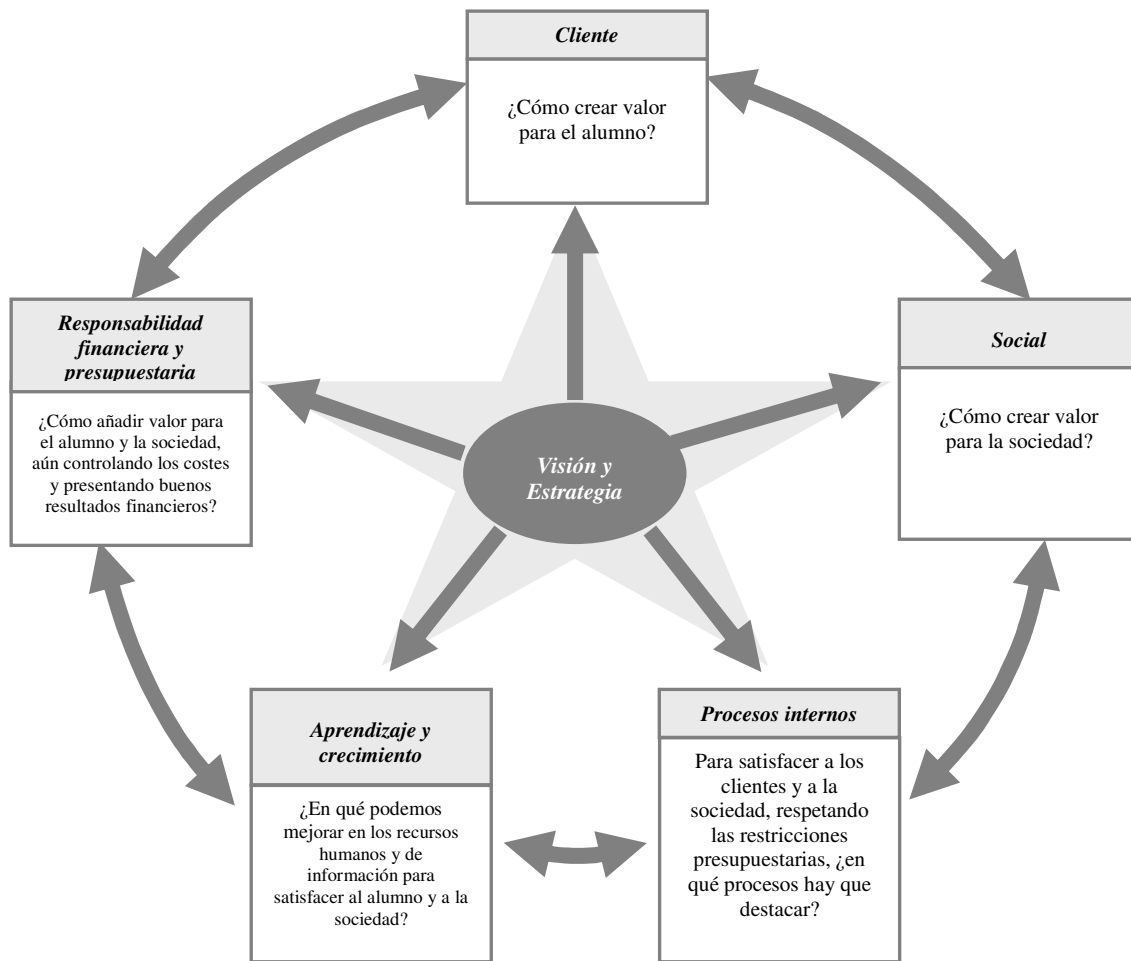 Cliente
¿Cómo crear valor
para el alumno?
Responsabilidad
financiera y
presupuestaria
¿Cómo añadir valor para
el alumno y la sociedad,
aún controlando los costes
y presentando buenos
resultados financieros?
Social
¿Cómo crear valor
para la sociedad?
Visión y
Estrategia
Aprendizaje y
crecimiento
¿En qué podemos
mejorar en los recursos
humanos y de
información para
satisfacer al alumno y a la
sociedad?
Procesos internos
Para satisfacer a los
clientes y a la
sociedad, respetando
las restricciones
presupuestarias, ¿en
qué procesos hay que
destacar?